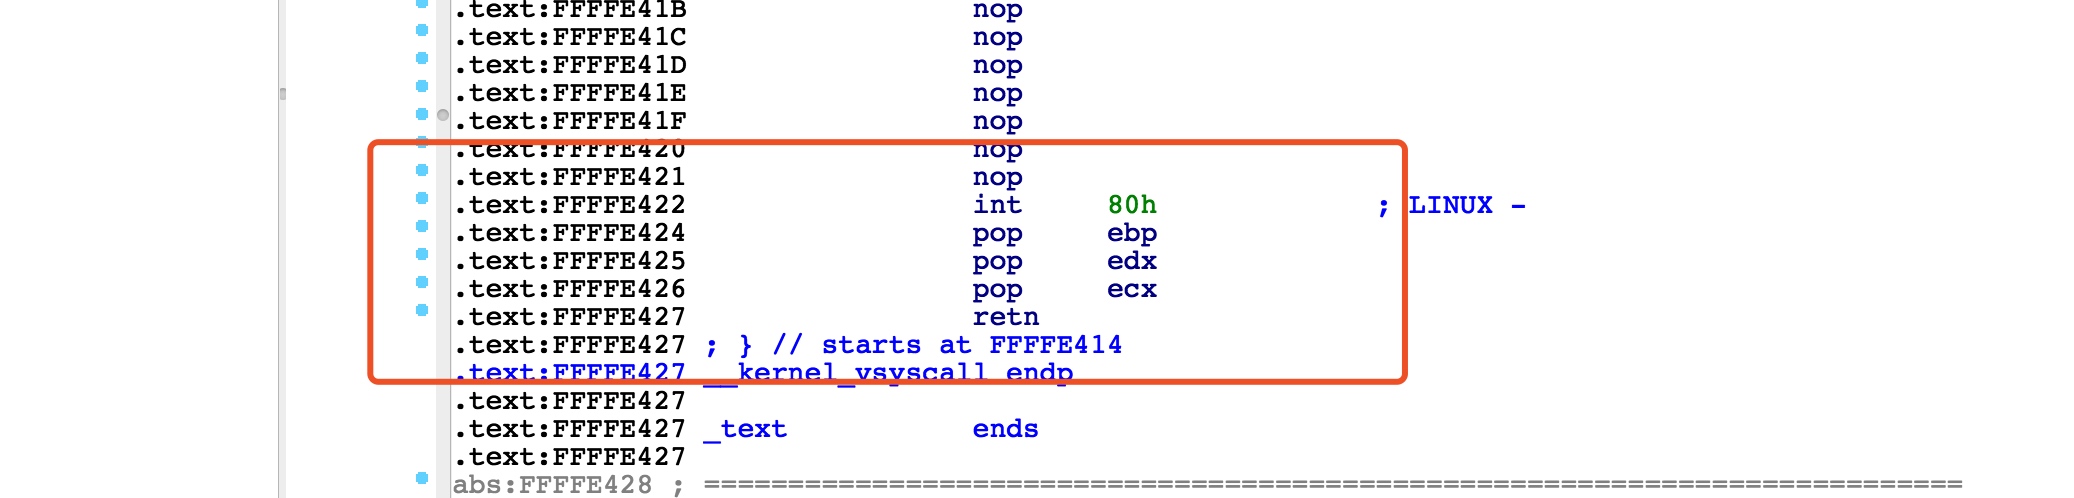 .text:FFFFE41B nop
.text:FFFFE41C nop
.text:FFFFE41D nop
.text:FFFFE41E nop
.text:FFFFE41F nop
.text:FFFFE420 nop
.text:FFFFE421 nop
.text:FFFFE422 int 80h ; LINUX -
.text:FFFFE424 pop ebp
.text:FFFFE425 pop edx
.text:FFFFE426 pop ecx
.text:FFFFE427 retn
.text:FFFFE427 ; } // starts at FFFFE414
.text:FFFFE427 __kernel_vsyscall endp
.text:FFFFE427
.text:FFFFE427 _text ends
.text:FFFFE427
abs:FFFFE428 ; ===========================================================================